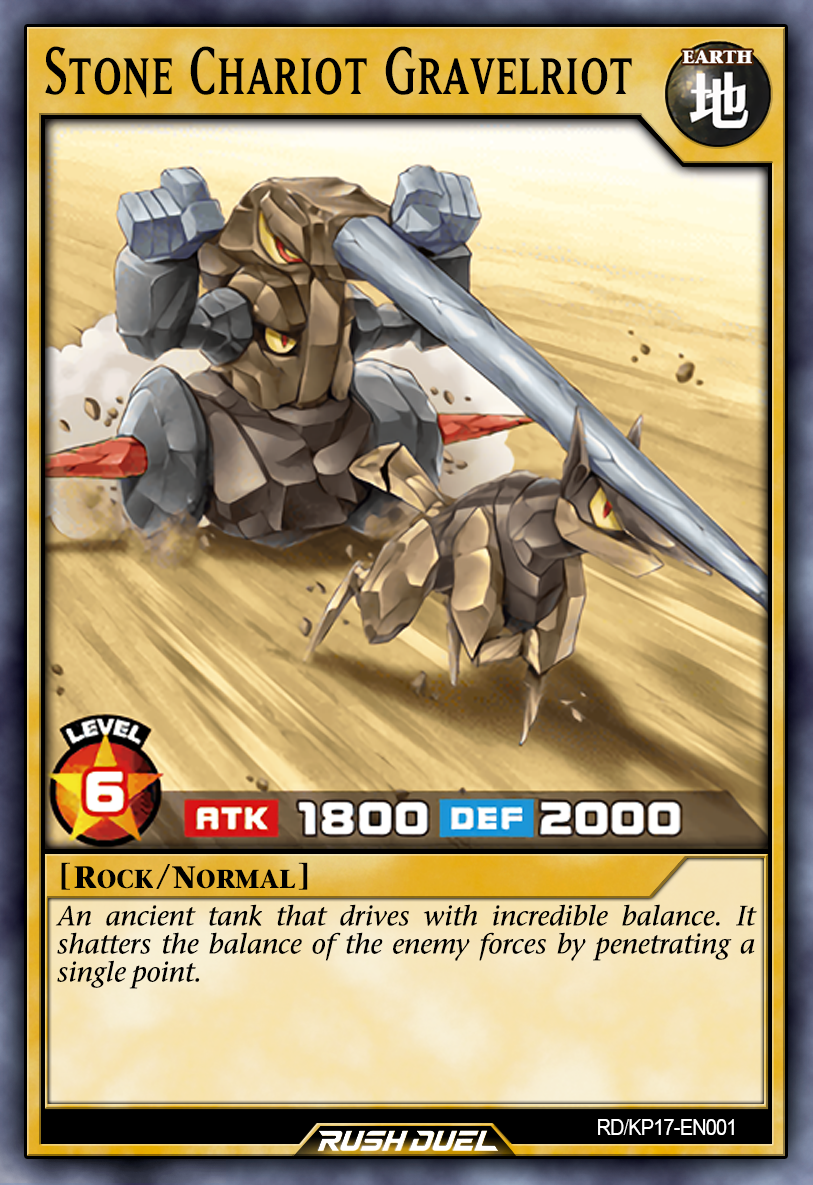 STONE CHARIOT GRAVELRIOT
EARTH
地
LEVEL
6
ATK 1800 DEF 2000
[ROCK/NORMAL]
An ancient tank that drives with incredible balance. It
shatters the balance of the enemy forces by penetrating a
single point.
RD/KP17-EN001
RUSH DUEL